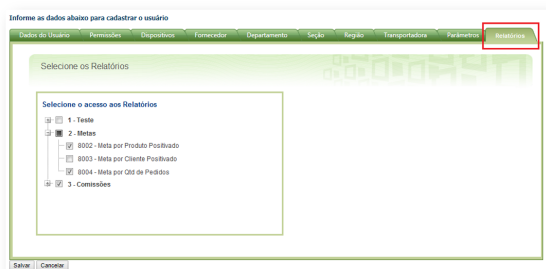 Informe as dados abaixo para cadastrar o usuário
Dados do Usuário Permissões Dispositivos Fornecedor Departamento Seção Região Transportadora Parâmetros Relatórios
Selecione os Relatórios
Selecione o acesso aos Relatórios
1 - Teste
2 - Metas
8002 - Meta por Produto Positivado
8003 - Meta por Cliente Positivado
8004 - Meta por Qtd de Pedidos
3 - Comissões
Salvar Cancelar